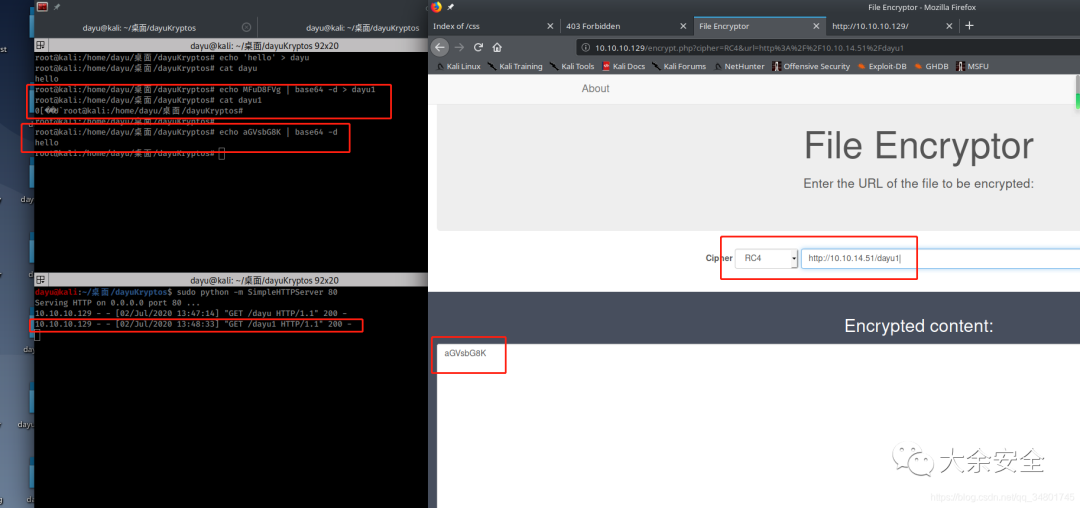 dayu@kali: ~/桌面/dayuKryptos
dayu@kali: ~/桌面/dayuKryptos
dayu@kali: ~/桌面/dayuKryptos 92x20
root@kali:/home/dayu/桌面/dayuKryptos# echo 'hello' > dayu
root@kali:/home/dayu/桌面/dayuKryptos# cat dayu
hello
root@kali:/home/dayu/桌面/dayuKryptos# echo MFuD8FVg | base64 -d > dayu1
root@kali:/home/dayu/桌面/dayuKryptos# cat dayu1
0[��U`root@kali:/home/dayu/桌面/dayuKryptos#
root@kali:/home/dayu/桌面/dayuKryptos# echo aGVsbG8K | base64 -d
hello
root@kali:/home/dayu/桌面/dayuKryptos#
dayu@kali: ~/桌面/dayuKryptos 92x20
dayu@kali:~/桌面/dayuKryptos$ sudo python -m SimpleHTTPServer 80
Serving HTTP on 0.0.0.0 port 80 ...
10.10.10.129 - - [02/Jul/2020 13:47:14] "GET /dayu HTTP/1.1" 200 -
10.10.10.129 - - [02/Jul/2020 13:48:33] "GET /dayu1 HTTP/1.1" 200 -
File Encryptor - Mozilla Firefox
Index of /css
403 Forbidden
File Encryptor
http://10.10.10.129/
10.10.10.129/encrypt.php?cipher=RC4&url=http%3A%2F%2F10.10.14.51%2Fdayu1
Kali Linux
Kali Training
Kali Tools
Kali Docs
Kali Forums
NetHunter
Offensive Security
Exploit-DB
GHDB
MSFU
About
File Encryptor
Enter the URL of the file to be encrypted:
Cipher
RC4
http://10.10.14.51/dayu1
Encrypted content:
aGVsbG8K
大余安全
https://blog.csdn.net/qq_34801745